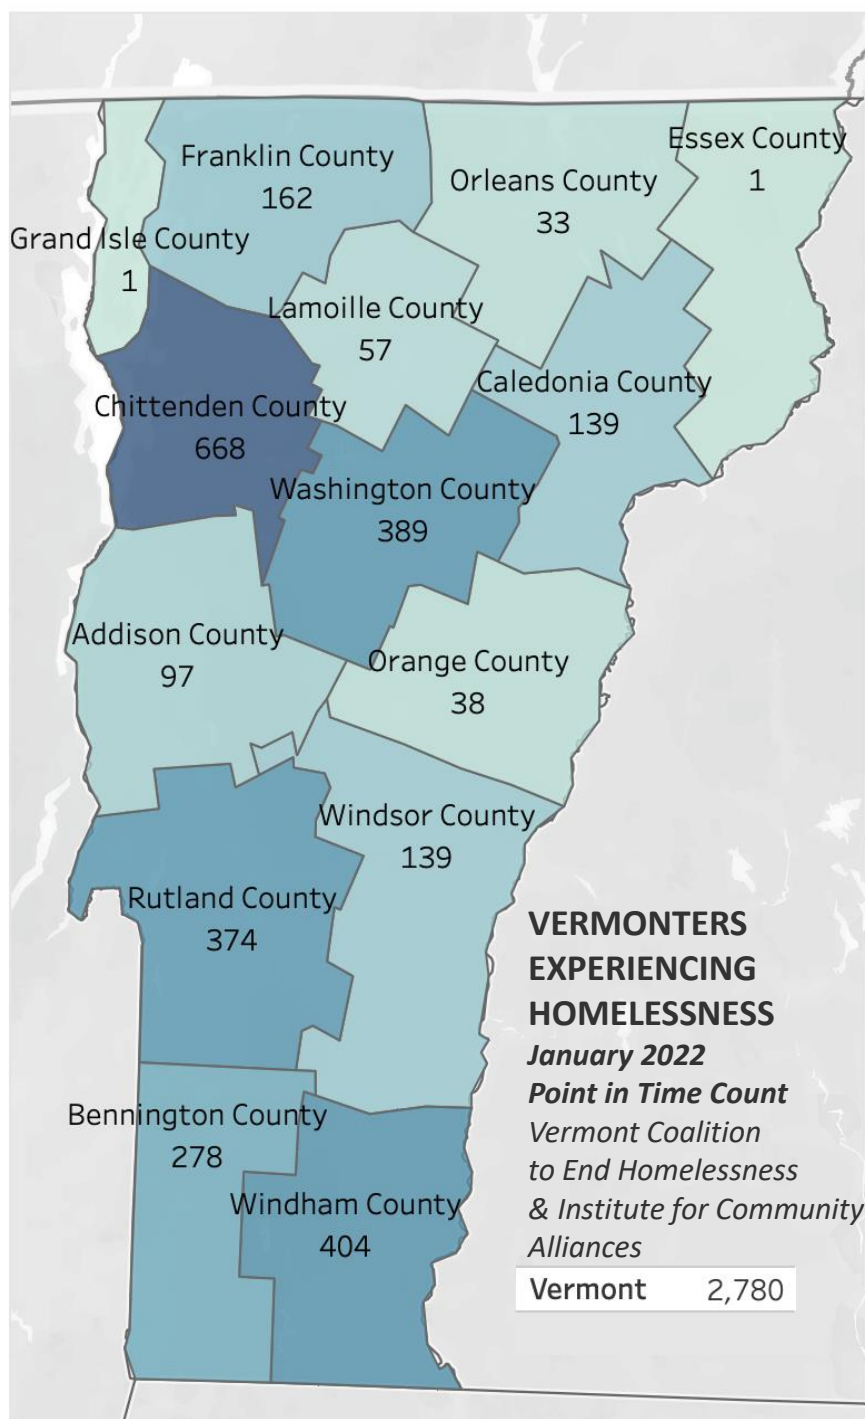 Essex County
1
Franklin County
162
Orleans County
33
Grand Isle County
1
Lamoille County
57
Caledonia County
139
Chittenden County
668
Washington County
389
Addison County
97
Orange County
38
Windsor County
139
Rutland County
374
VERMONTERS
EXPERIENCING
HOMELESSNESS
January 2022
Point in Time Count
Vermont Coalition
to End Homelessness
& Institute for Community
Alliances
Bennington County
278
Windham County
404
Vermont 2,780